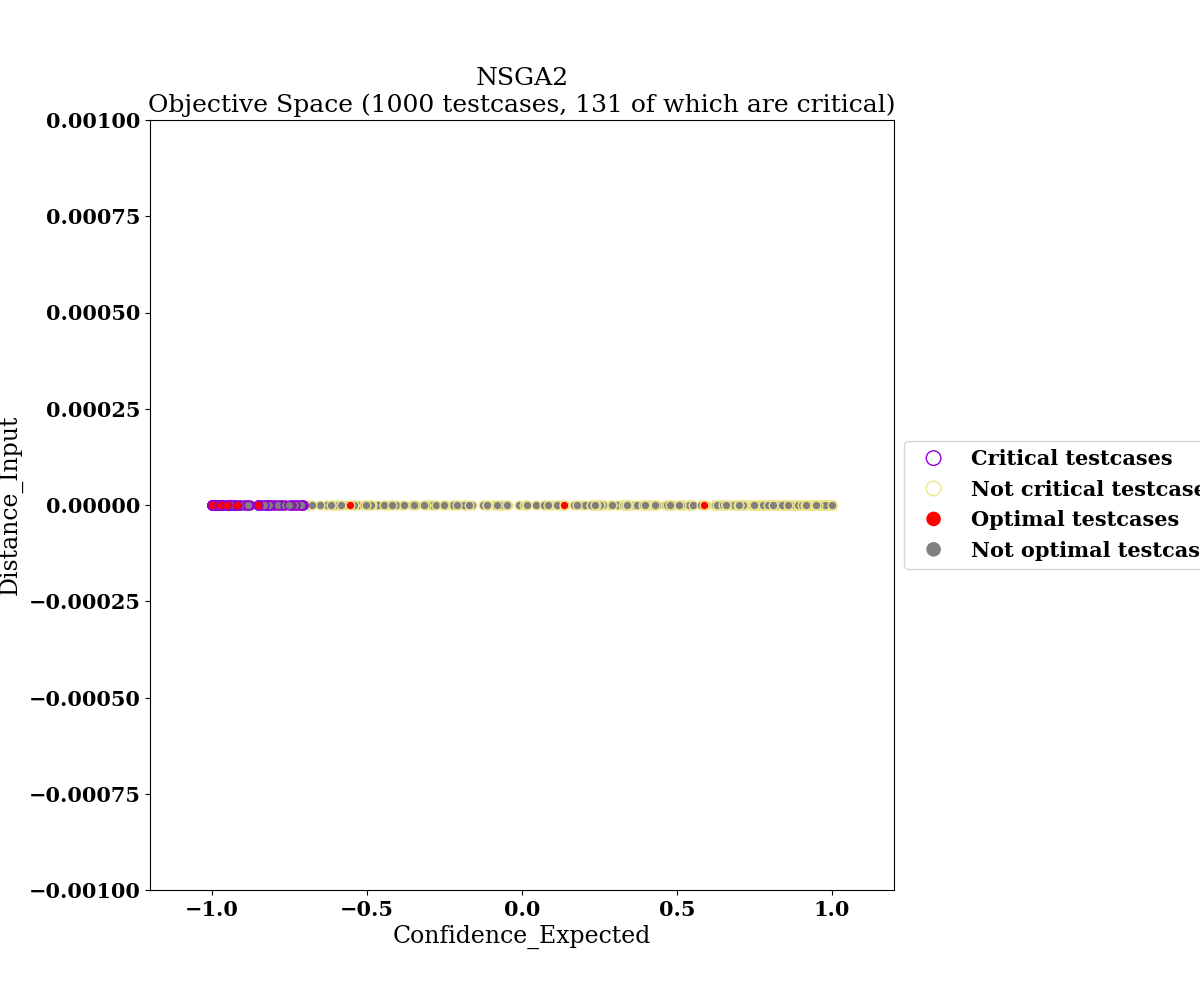 NSGA2
Objective Space (1000 testcases, 131 of which are critical)
0.00100
0.00075
0.00050
0.00025
0.00000
−0.00025
−0.00050
−0.00075
−0.00100
Distance_Input
−1.0
−0.5
0.0
0.5
1.0
Confidence_Expected
Critical testcases
Not critical testcase
Optimal testcases
Not optimal testcas